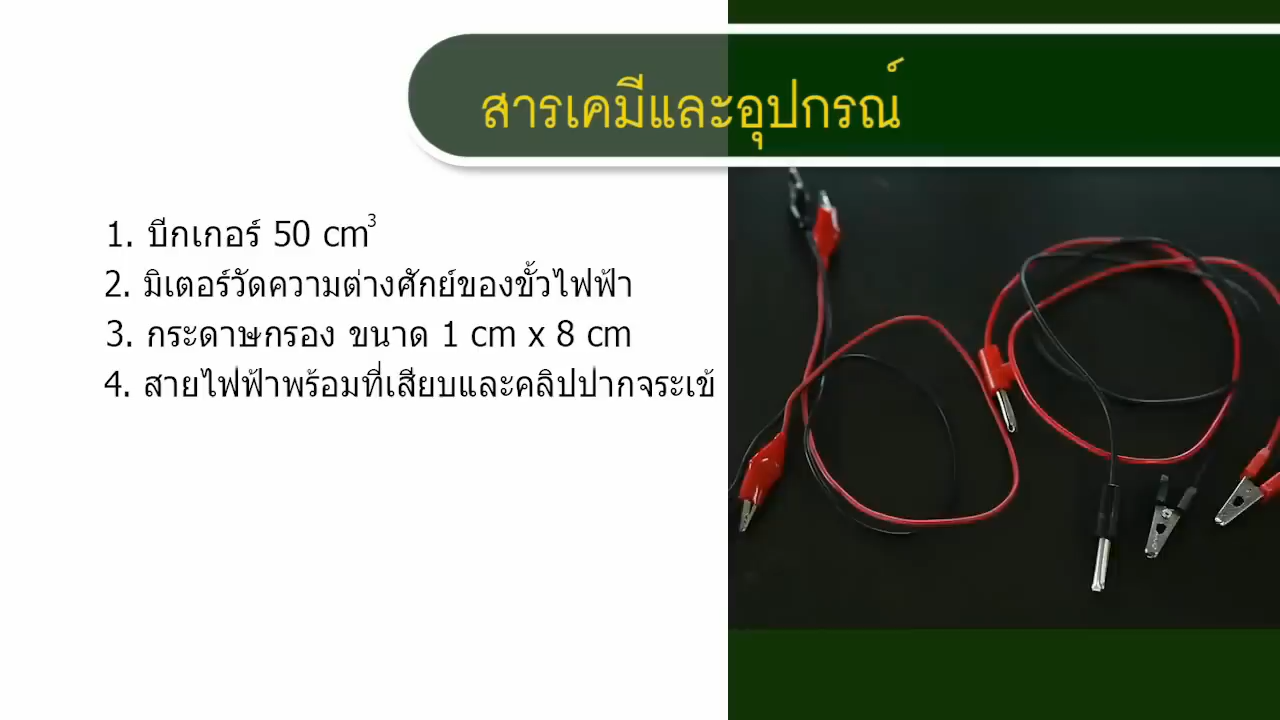 สารเคมีและอุปกรณ์
1. บีกเกอร์ 50 cm³
2. มิเตอร์วัดความต่างศักย์ของขั้วไฟฟ้า
3. กระดาษกรอง ขนาด 1 cm x 8 cm
4. สายไฟฟ้าพร้อมที่เสียบและคลิปปากจระเข้